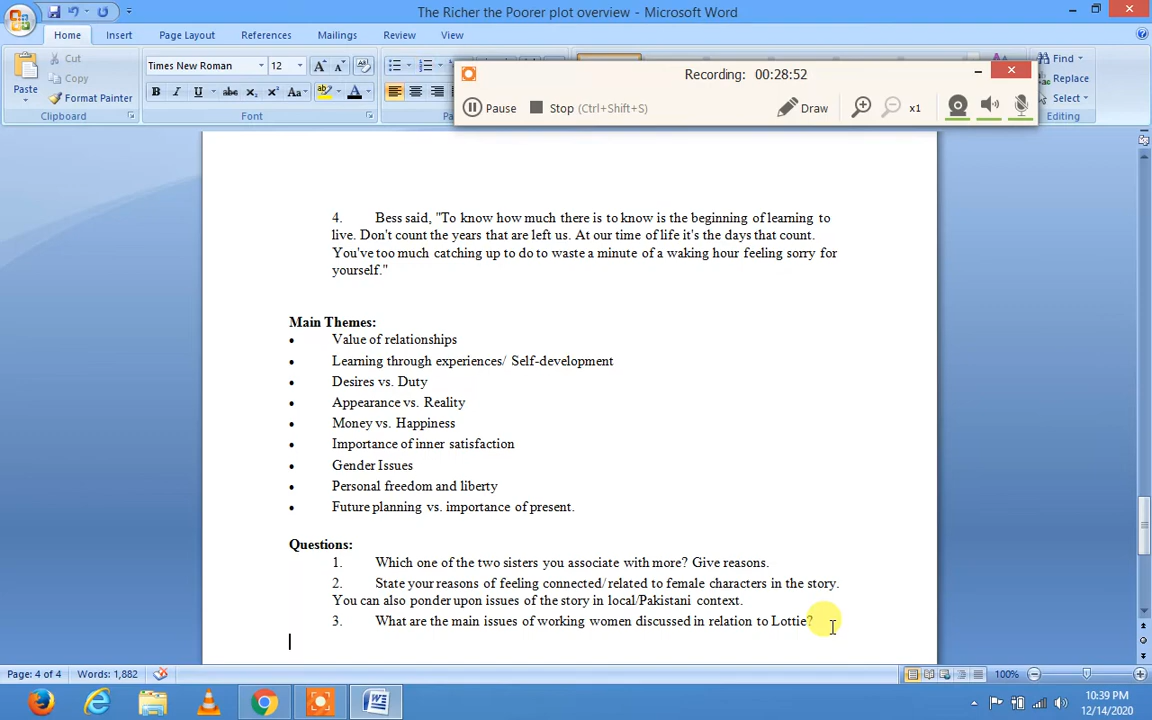 The Richer the Poorer plot overview - Microsoft Word
Home Insert Page Layout References Mailings Review View
Cut
Copy
Format Painter
Paste
Clipboard
Times New Roman 12
Font
Find
Replace
Select
Editing
Recording: 00:28:52
Pause Stop (Ctrl+Shift+S) Draw x1
4. Bess said, "To know how much there is to know is the beginning of learning to
live. Don't count the years that are left us. At our time of life it's the days that count.
You've too much catching up to do to waste a minute of a waking hour feeling sorry for
yourself."
Main Themes:
• Value of relationships
• Learning through experiences/ Self-development
• Desires vs. Duty
• Appearance vs. Reality
• Money vs. Happiness
• Importance of inner satisfaction
• Gender Issues
• Personal freedom and liberty
• Future planning vs. importance of present.
Questions:
1. Which one of the two sisters you associate with more? Give reasons.
2. State your reasons of feeling connected/related to female characters in the story.
You can also ponder upon issues of the story in local/Pakistani context.
3. What are the main issues of working women discussed in relation to Lottie?
Page: 4 of 4 Words: 1,882 100%
10:39 PM
12/14/2020